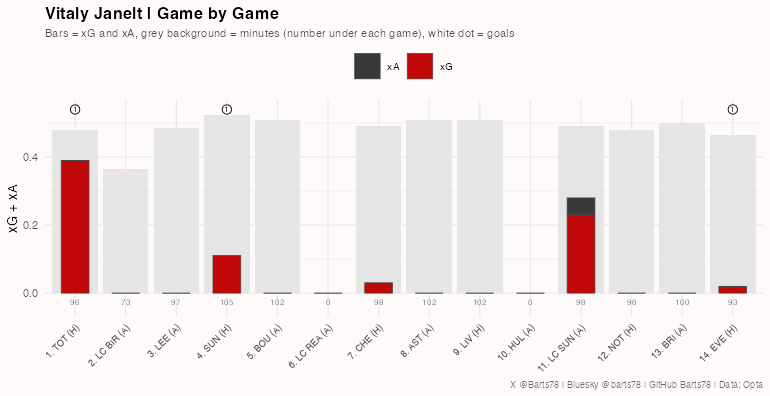 Vitaly Janelt | Game by Game
Bars = xG and xA, grey background = minutes (number under each game), white dot = goals
xA xG
1 1 1
xG + xA
0.4
0.2
0.0
96 73 97 105 102 0 98 102 102 0 98 96 100 93
1. TOT (H)
2. LC BIR (A)
3. LEE (A)
4. SUN (H)
5. BOU (A)
6. LC REA (A)
7. CHE (H)
8. AST (A)
9. LIV (H)
10. HUL (A)
11. LC SUN (A)
12. NOT (H)
13. BRI (A)
14. EVE (H)
X @Barts78 | Bluesky @barts78 | GitHub Barts78 | Data: Opta